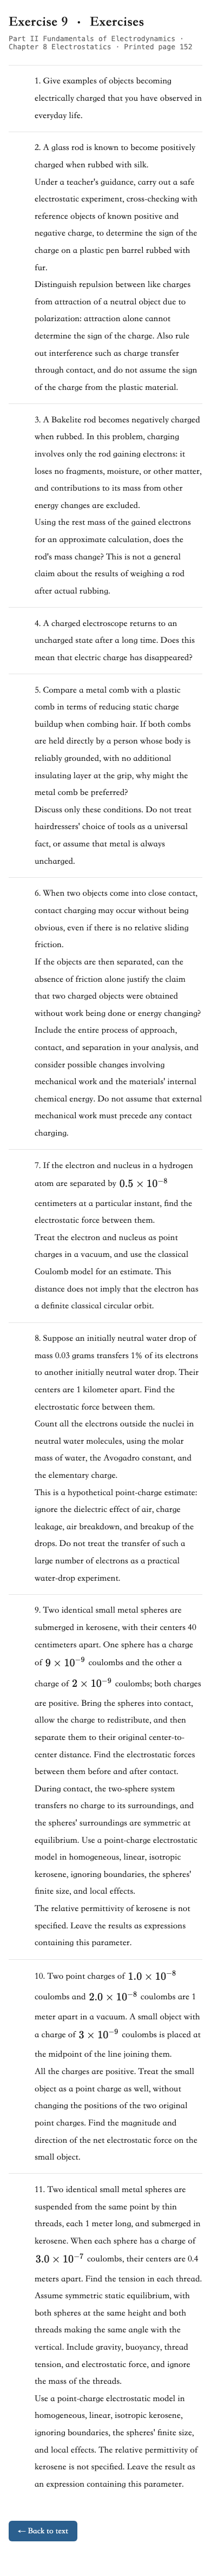 Exercise 9 · Exercises
Part II Fundamentals of Electrodynamics ·
Chapter 8 Electrostatics · Printed page 152
1. Give examples of objects becoming
electrically charged that you have observed in
everyday life.
2. A glass rod is known to become positively
charged when rubbed with silk.
Under a teacher's guidance, carry out a safe
electrostatic experiment, cross-checking with
reference objects of known positive and
negative charge, to determine the sign of the
charge on a plastic pen barrel rubbed with
fur.
Distinguish repulsion between like charges
from attraction of a neutral object due to
polarization: attraction alone cannot
determine the sign of the charge. Also rule
out interference such as charge transfer
through contact, and do not assume the sign
of the charge from the plastic material.
3. A Bakelite rod becomes negatively charged
when rubbed. In this problem, charging
involves only the rod gaining electrons: it
loses no fragments, moisture, or other matter,
and contributions to its mass from other
energy changes are excluded.
Using the rest mass of the gained electrons
for an approximate calculation, does the
rod's mass change? This is not a general
claim about the results of weighing a rod
after actual rubbing.
4. A charged electroscope returns to an
uncharged state after a long time. Does this
mean that electric charge has disappeared?
5. Compare a metal comb with a plastic
comb in terms of reducing static charge
buildup when combing hair. If both combs
are held directly by a person whose body is
reliably grounded, with no additional
insulating layer at the grip, why might the
metal comb be preferred?
Discuss only these conditions. Do not treat
hairdressers' choice of tools as a universal
fact, or assume that metal is always
uncharged.
6. When two objects come into close contact,
contact charging may occur without being
obvious, even if there is no relative sliding
friction.
If the objects are then separated, can the
absence of friction alone justify the claim
that two charged objects were obtained
without work being done or energy changing?
Include the entire process of approach,
contact, and separation in your analysis, and
consider possible changes involving
mechanical work and the materials' internal
chemical energy. Do not assume that external
mechanical work must precede any contact
charging.
7. If the electron and nucleus in a hydrogen
atom are separated by 0.5 × 10⁻⁸
centimeters at a particular instant, find the
electrostatic force between them.
Treat the electron and nucleus as point
charges in a vacuum, and use the classical
Coulomb model for an estimate. This
distance does not imply that the electron has
a definite classical circular orbit.
8. Suppose an initially neutral water drop of
mass 0.03 grams transfers 1% of its electrons
to another initially neutral water drop. Their
centers are 1 kilometer apart. Find the
electrostatic force between them.
Count all the electrons outside the nuclei in
neutral water molecules, using the molar
mass of water, the Avogadro constant, and
the elementary charge.
This is a hypothetical point-charge estimate:
ignore the dielectric effect of air, charge
leakage, air breakdown, and breakup of the
drops. Do not treat the transfer of such a
large number of electrons as a practical
water-drop experiment.
9. Two identical small metal spheres are
submerged in kerosene, with their centers 40
centimeters apart. One sphere has a charge
of 9 × 10⁻⁹ coulombs and the other a
charge of 2 × 10⁻⁹ coulombs; both charges
are positive. Bring the spheres into contact,
allow the charge to redistribute, and then
separate them to their original center-to-
center distance. Find the electrostatic forces
between them before and after contact.
During contact, the two-sphere system
transfers no charge to its surroundings, and
the spheres' surroundings are symmetric at
equilibrium. Use a point-charge electrostatic
model in homogeneous, linear, isotropic
kerosene, ignoring boundaries, the spheres'
finite size, and local effects.
The relative permittivity of kerosene is not
specified. Leave the results as expressions
containing this parameter.
10. Two point charges of 1.0 × 10⁻⁸
coulombs and 2.0 × 10⁻⁸ coulombs are 1
meter apart in a vacuum. A small object with
a charge of 3 × 10⁻⁹ coulombs is placed at
the midpoint of the line joining them.
All the charges are positive. Treat the small
object as a point charge as well, without
changing the positions of the two original
point charges. Find the magnitude and
direction of the net electrostatic force on the
small object.
11. Two identical small metal spheres are
suspended from the same point by thin
threads, each 1 meter long, and submerged in
kerosene. When each sphere has a charge of
3.0 × 10⁻⁷ coulombs, their centers are 0.4
meters apart. Find the tension in each thread.
Assume symmetric static equilibrium, with
both spheres at the same height and both
threads making the same angle with the
vertical. Include gravity, buoyancy, thread
tension, and electrostatic force, and ignore
the mass of the threads.
Use a point-charge electrostatic model in
homogeneous, linear, isotropic kerosene,
ignoring boundaries, the spheres' finite size,
and local effects. The relative permittivity of
kerosene is not specified. Leave the result as
an expression containing this parameter.
← Back to text